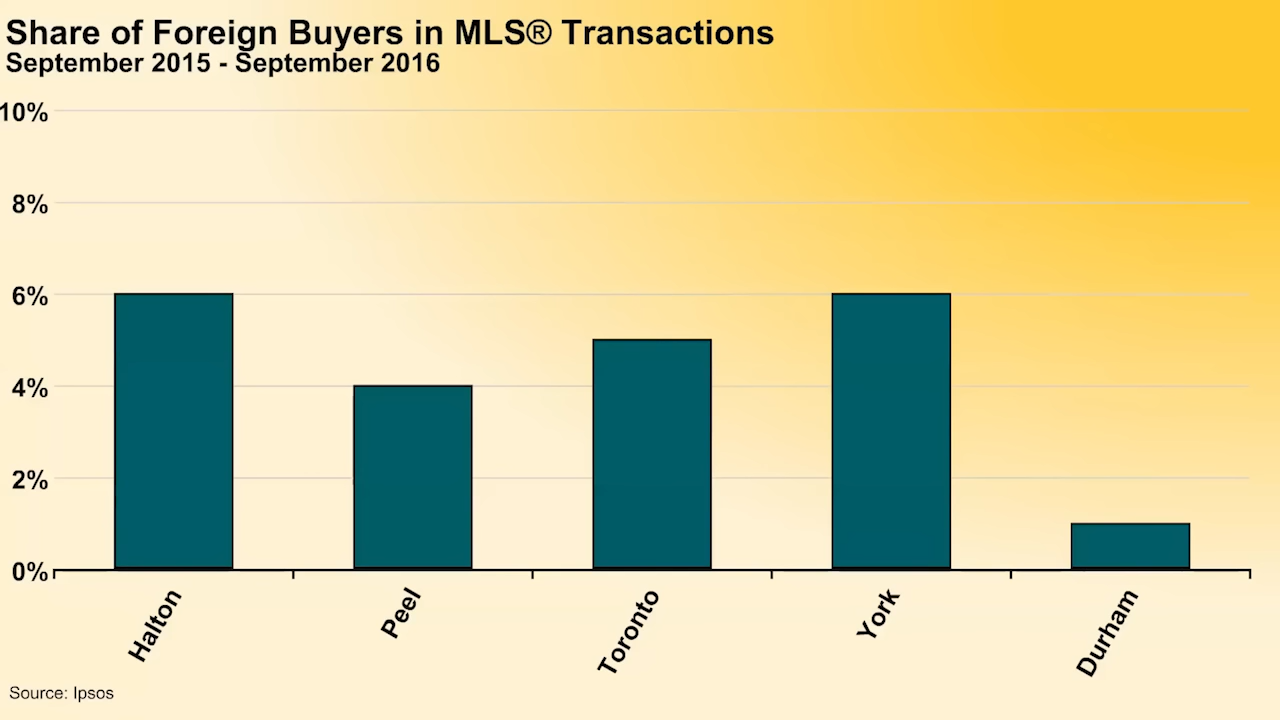 Share of Foreign Buyers in MLS® Transactions
September 2015 - September 2016
10%
8%
6%
4%
2%
0%
Halton
Peel
Toronto
York
Durham
Source: Ipsos